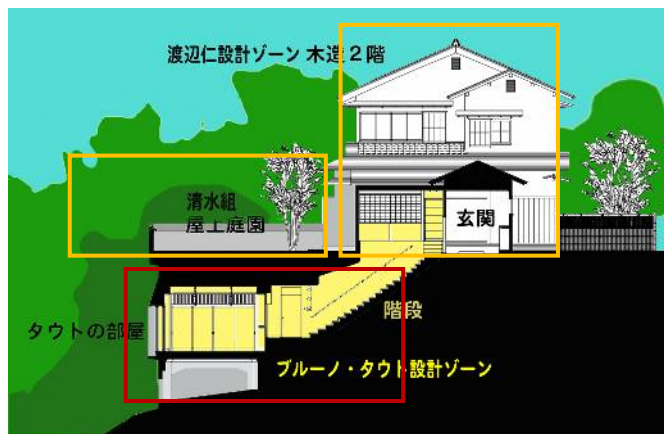 渡辺仁設計ゾーン 木造２階
清水組
屋上庭園
玄関
階段
タウトの部屋
ブルーノ・タウト設計ゾーン